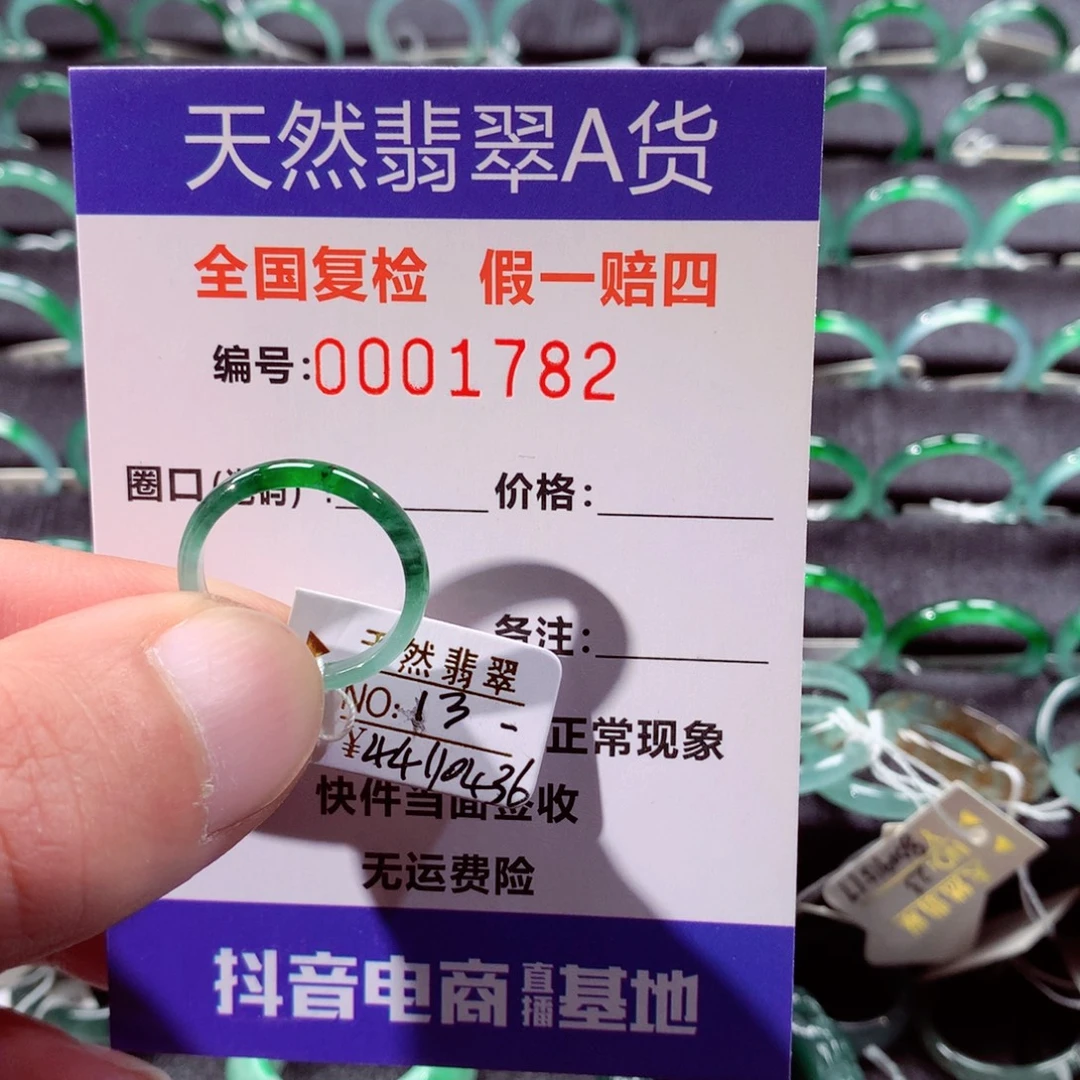 天然翡翠A货
全国复检 假一赔四
编号:0001782
圈口(港码):
价格:
备注:
天然翡翠
NO: 13 -
正常现象
快件当面签收
无运费险
抖音电商直播基地